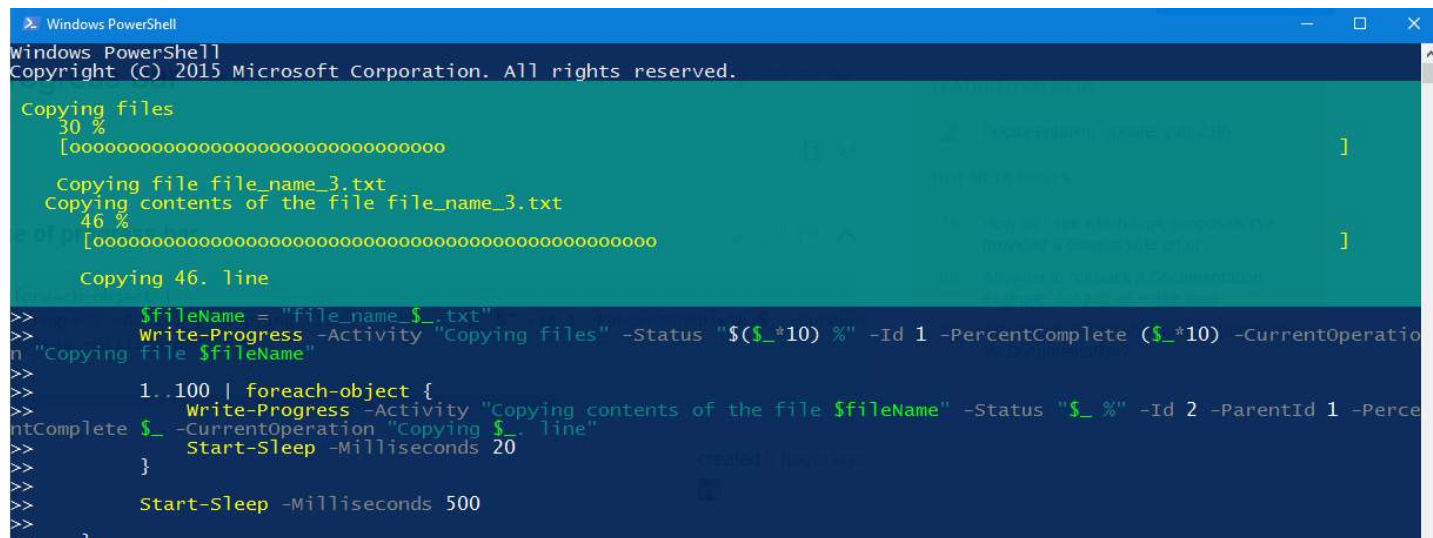 Windows PowerShell
Windows PowerShell
Copyright (C) 2015 Microsoft Corporation. All rights reserved.
Copying files
30 %
[oooooooooooooooooooooooooooooooo ]
Copying file file_name_3.txt
Copying contents of the file file_name_3.txt
46 %
[oooooooooooooooooooooooooooooooooooooooooooooooo ]
Copying 46. line
>> $fileName = "file_name_$_.txt"
>> Write-Progress -Activity "Copying files" -Status "$($_*10) %" -Id 1 -PercentComplete ($_*10) -CurrentOperatio
n "Copying file $fileName"
>>
>> 1..100 | foreach-object {
>> Write-Progress -Activity "Copying contents of the file $fileName" -Status "$_ %" -Id 2 -ParentId 1 -Perce
ntComplete $_ -CurrentOperation "Copying $_. line"
>> Start-Sleep -Milliseconds 20
>> }
>>
>> Start-Sleep -Milliseconds 500
>>